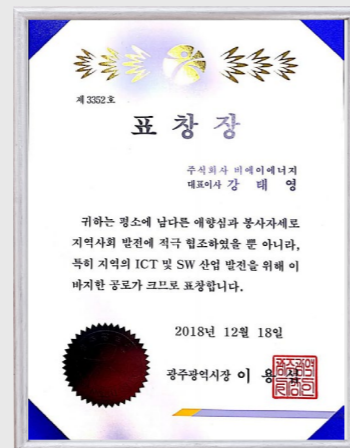 제 3352 호
표 창 장
주식회사 비에이에너지
대표이사 강 태 영
귀하는 평소에 남다른 애향심과 봉사자세로
지역사회 발전에 적극 협조하였을 뿐 아니라,
특히 지역의 ICT 및 SW 산업 발전을 위해 이
바지한 공로가 크므로 표창합니다.
2018년 12월 18일
광주광역시장 이 용 섭